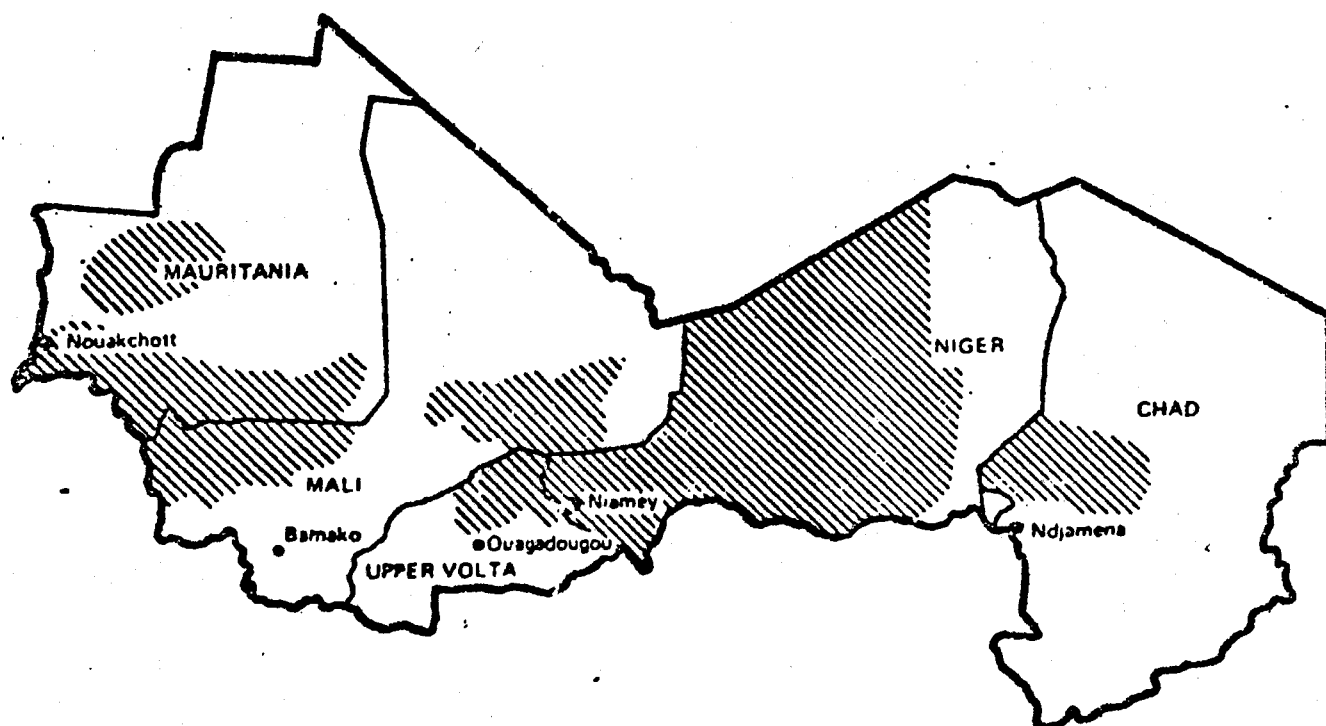 MAURITANIA
Nouakchott
NIGER
CHAD
MALI
Niamey
Bamako
Ouagadougou
Ndjamena
UPPER VOLTA